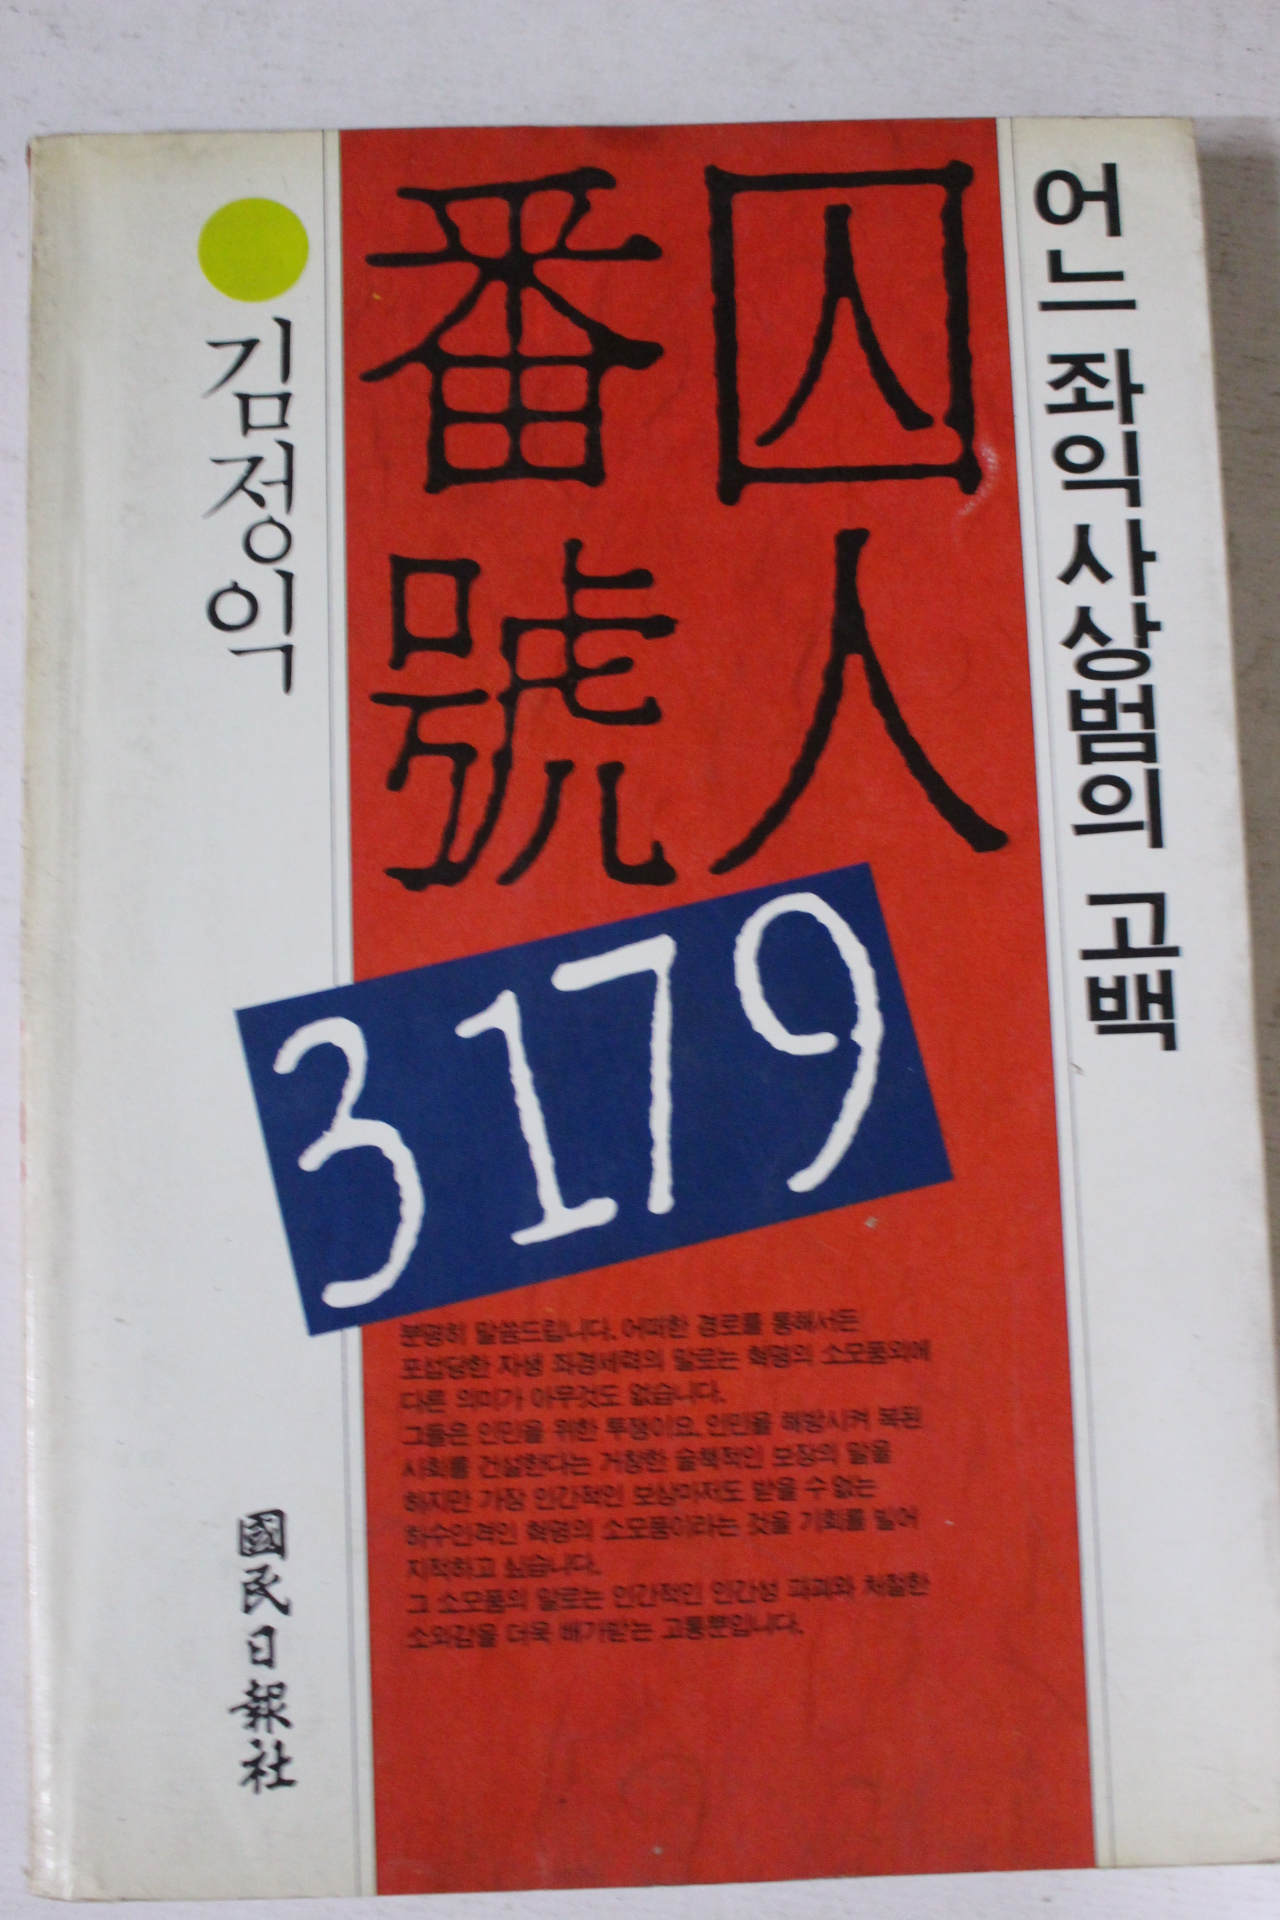 어느 좌익사상범의 고백
囚人
番號
3179
김정익
분명히 말씀드립니다. 어떠한 경로를 통해서든
포섭당한 자생 좌경세력의 말로는 혁명의 소모품외에
다른 의미가 아무것도 없습니다.
그들은 인민을 위한 투쟁이요, 인민을 해방시켜 복된
사회를 건설한다는 거창한 술책적인 보장의 말을
하지만 가장 인간적인 보상마저도 받을 수 없는
하수인격인 혁명의 소모품이라는 것을 기회를 빌어
지적하고 싶습니다.
그 소모품의 말로는 인간적인 인간성 파괴와 처절한
소외감을 더욱 배가받는 고통뿐입니다.
國民日報社